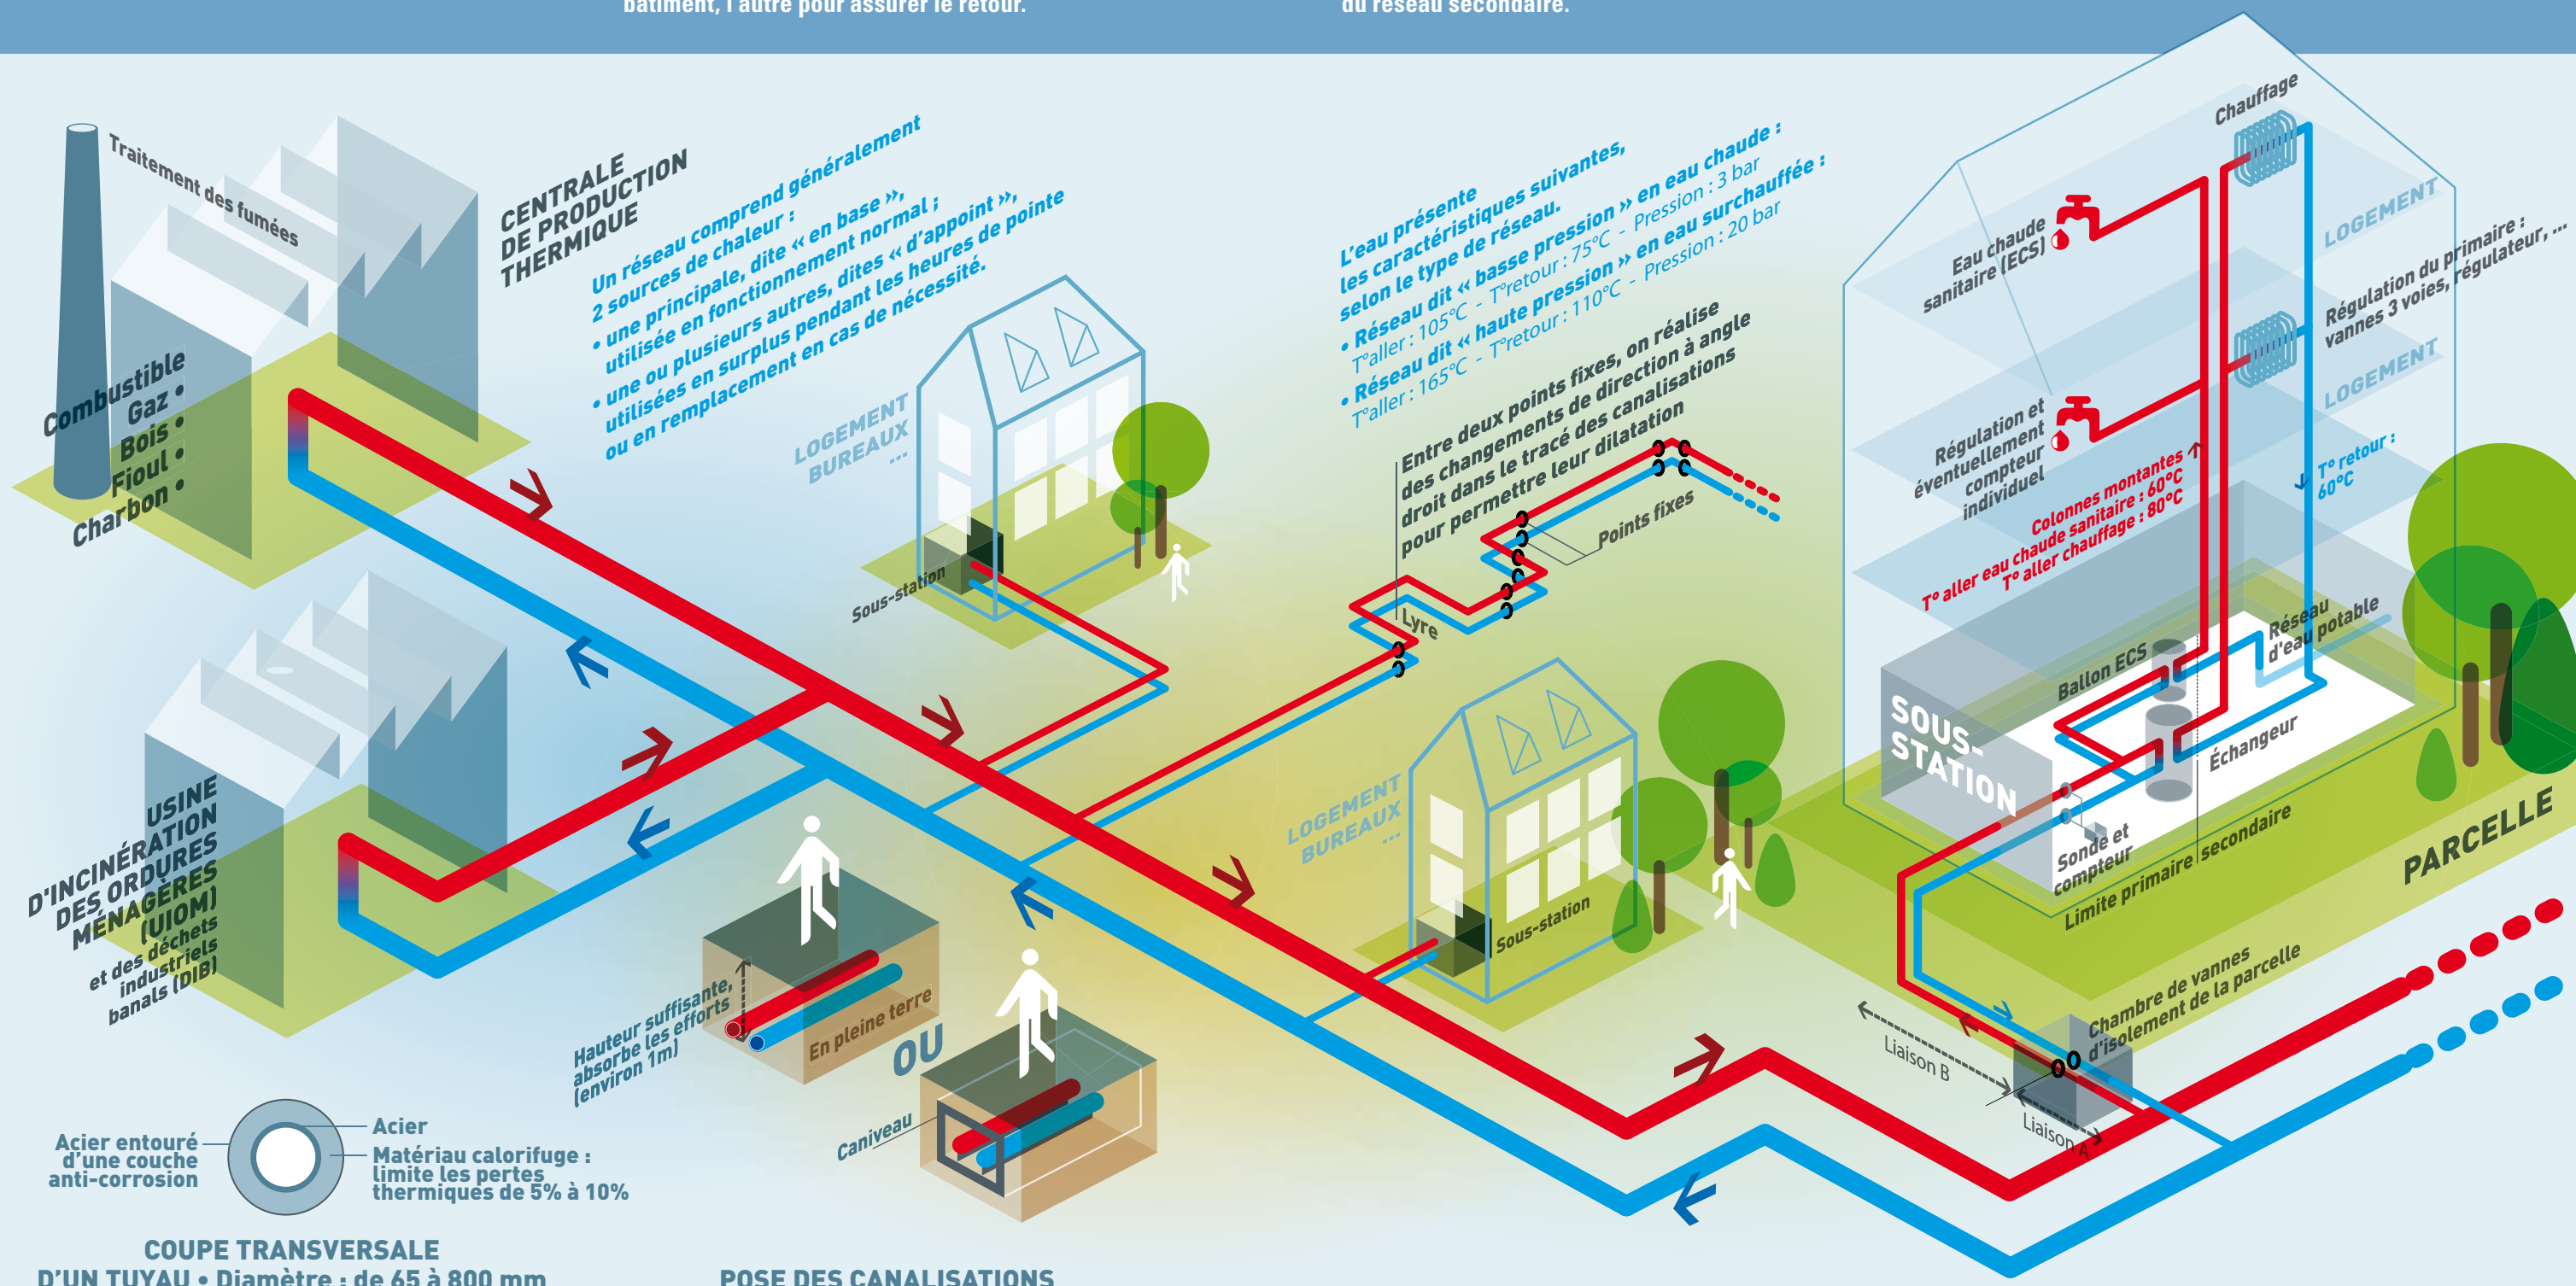 bâtiment, l'autre pour assurer le retour.
du réseau secondaire.
Traitement des fumées
CENTRALE
DE PRODUCTION
THERMIQUE
Combustible
Gaz •
Bois •
Fioul •
Charbon •
Un réseau comprend généralement
2 sources de chaleur :
• une principale, dite « en base »,
utilisée en fonctionnement normal ;
• une ou plusieurs autres, dites « d'appoint »,
utilisées en surplus pendant les heures de pointe
ou en remplacement en cas de nécessité.
LOGEMENT
BUREAUX
...
Sous-station
L'eau présente
les caractéristiques suivantes,
selon le type de réseau.
• Réseau dit « basse pression » en eau chaude :
T°aller : 105°C - T°retour : 75°C - Pression : 3 bar
• Réseau dit « haute pression » en eau surchauffée :
T°aller : 165°C - T°retour : 110°C - Pression : 20 bar
Entre deux points fixes, on réalise
des changements de direction à angle
droit dans le tracé des canalisations
pour permettre leur dilatation
Points fixes
Lyre
Chauffage
LOGEMENT
Eau chaude
sanitaire (ECS)
Régulation du primaire :
vannes 3 voies, régulateur, ...
LOGEMENT
Régulation et
éventuellement
compteur
individuel
Colonnes montantes
T° aller eau chaude sanitaire : 60°C
T° aller chauffage : 80°C
T° retour :
60°C
Réseau
d'eau potable
Ballon ECS
SOUS-
STATION
Échangeur
Sonde et
compteur
Limite primaire secondaire
PARCELLE
USINE
D'INCINÉRATION
DES ORDURES
MÉNAGÈRES
(UIOM)
et des déchets
industriels
banals (DIB)
LOGEMENT
BUREAUX
...
Sous-station
Hauteur suffisante,
absorbe les efforts
(environ 1m)
En pleine terre
OU
Caniveau
Chambre de vannes
d'isolement de la parcelle
Liaison B
Liaison A
Acier entouré
d'une couche
anti-corrosion
Acier
Matériau calorifuge :
limite les pertes
thermiques de 5% à 10%
COUPE TRANSVERSALE
D'UN TUYAU • Diamètre : de 65 à 800 mm
POSE DES CANALISATIONS